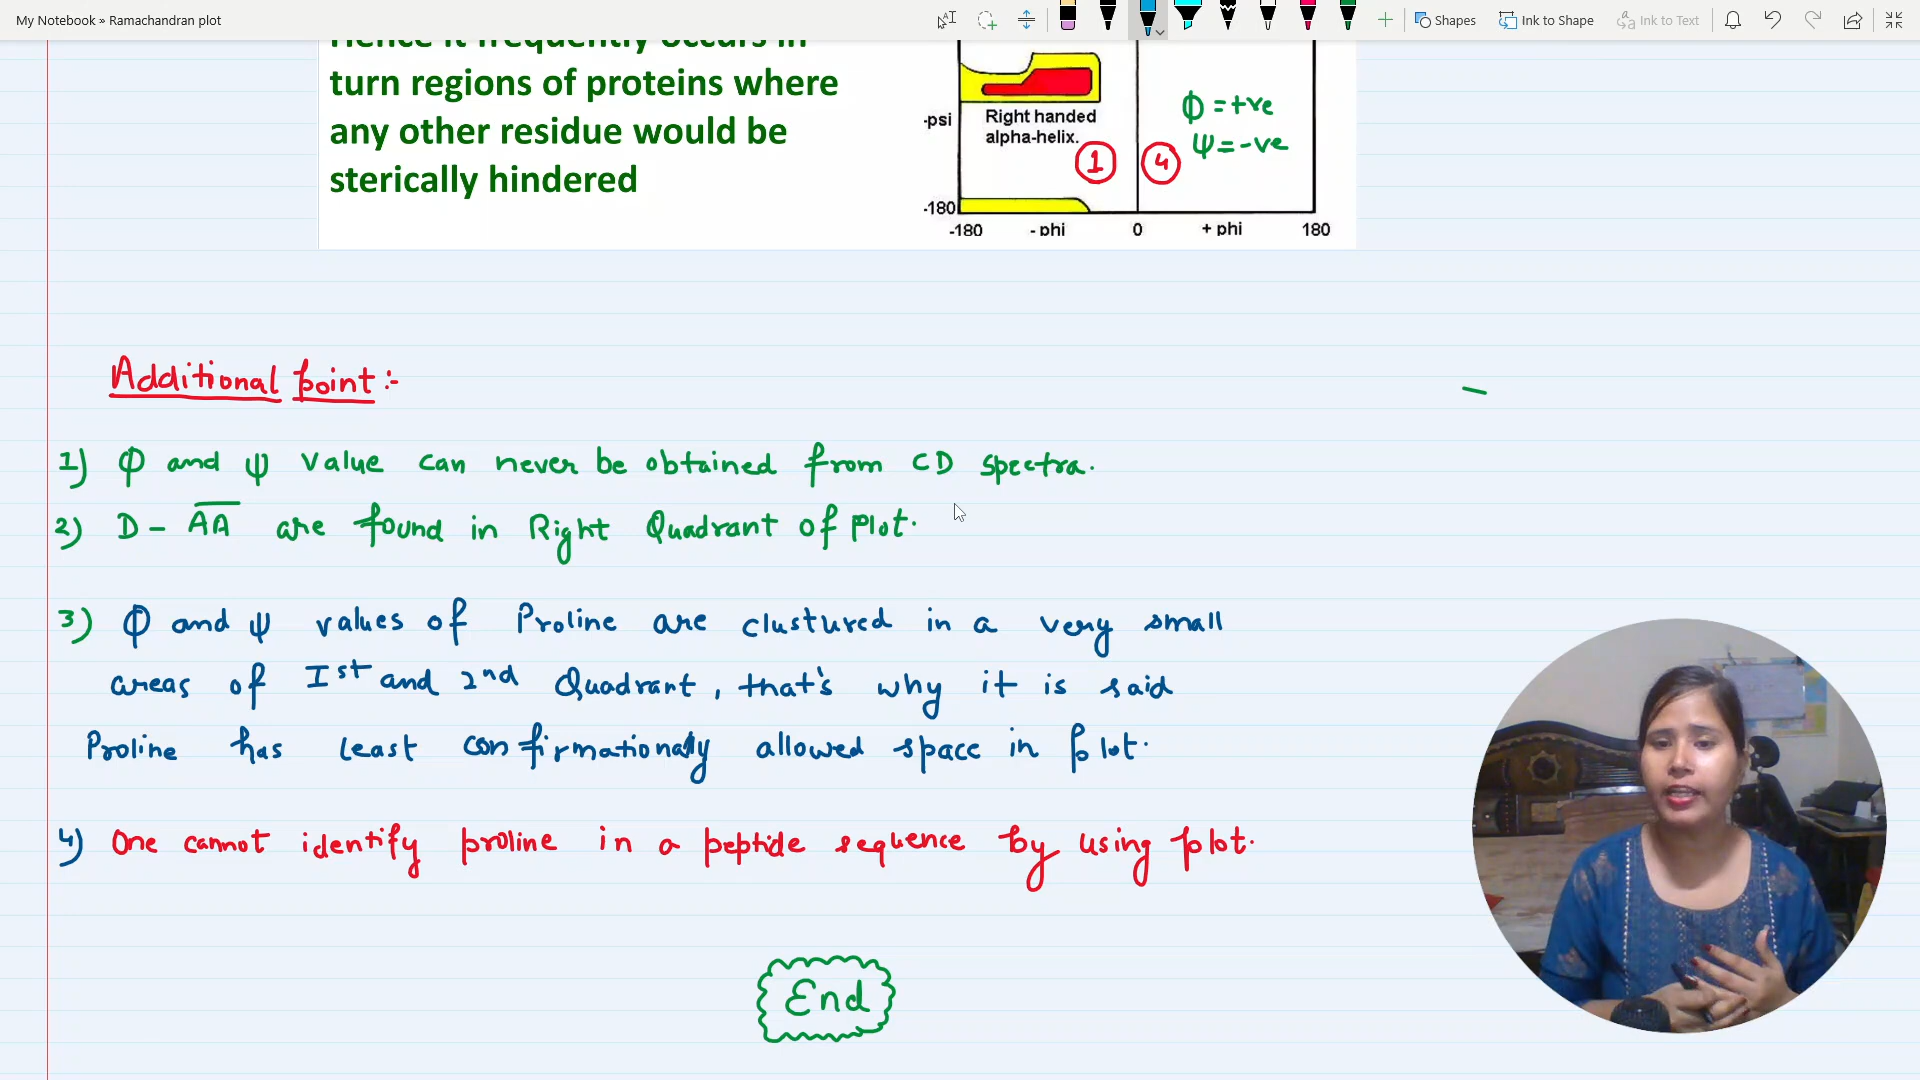 My Notebook » Ramachandran plot
Shapes
Ink to Shape
Ink to Text
Hence it frequently occurs in
turn regions of proteins where
any other residue would be
sterically hindered
-psi
Right handed
alpha-helix.
1
4
Φ = +ve
Ψ = -ve
-180
-180
- phi
0
+ phi
180
Additional point :-
1) Φ and Ψ value can never be obtained from CD spectra.
2) D - AA are found in Right Quadrant of plot.
3) Φ and Ψ values of Proline are clustured in a very small
areas of Ist and 2nd Quadrant, that's why it is said
Proline has least confirmationaly allowed space in plot.
4) One cannot identify proline in a peptide sequence by using plot.
End